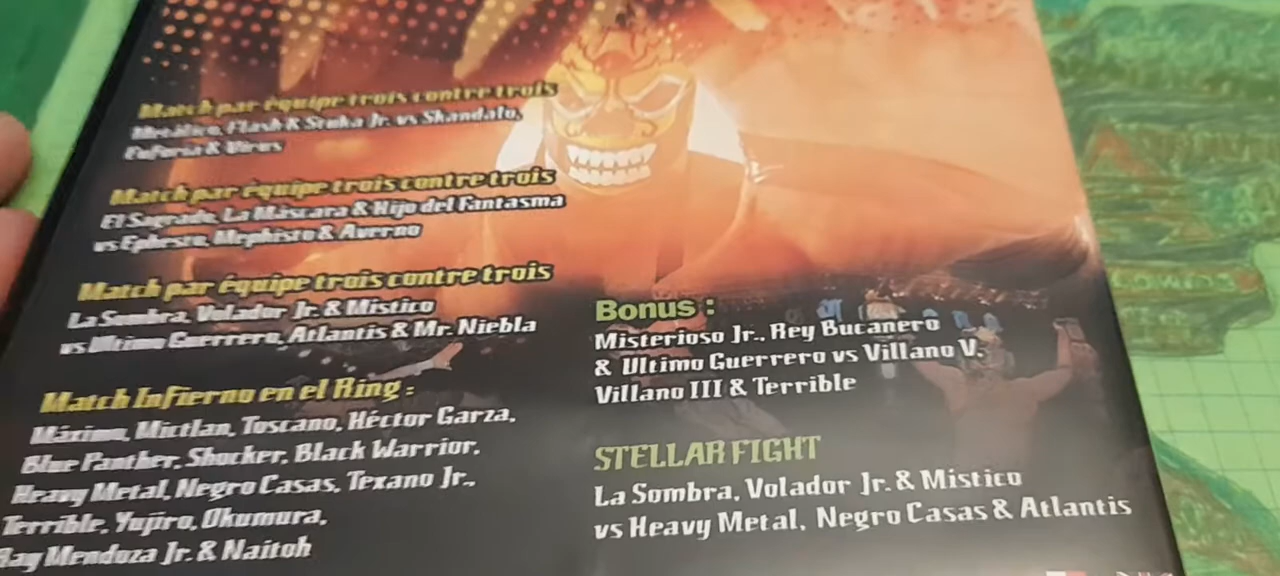 Match par équipe trois contre trois
Metálico, Flash & Stuka Jr. vs Skandalo,
Euforia & Virus
Match par équipe trois contre trois
El Sagrado, La Máscara & Hijo del Fantasma
vs Ephesto, Mephisto & Averno
Match par équipe trois contre trois
La Sombra, Volador Jr. & Mistico
vs Ultimo Guerrero, Atlantis & Mr. Niebla
Match Infierno en el Ring :
Máximo, Mictlan, Toscano, Héctor Garza,
Blue Panther, Shocker, Black Warrior,
Heavy Metal, Negro Casas, Texano Jr.,
Terrible, Yujiro, Okumura,
Ray Mendoza Jr. & Naitoh
Bonus :
Misterioso Jr., Rey Bucanero
& Ultimo Guerrero vs Villano V,
Villano III & Terrible
STELLAR FIGHT
La Sombra, Volador Jr. & Mistico
vs Heavy Metal, Negro Casas & Atlantis